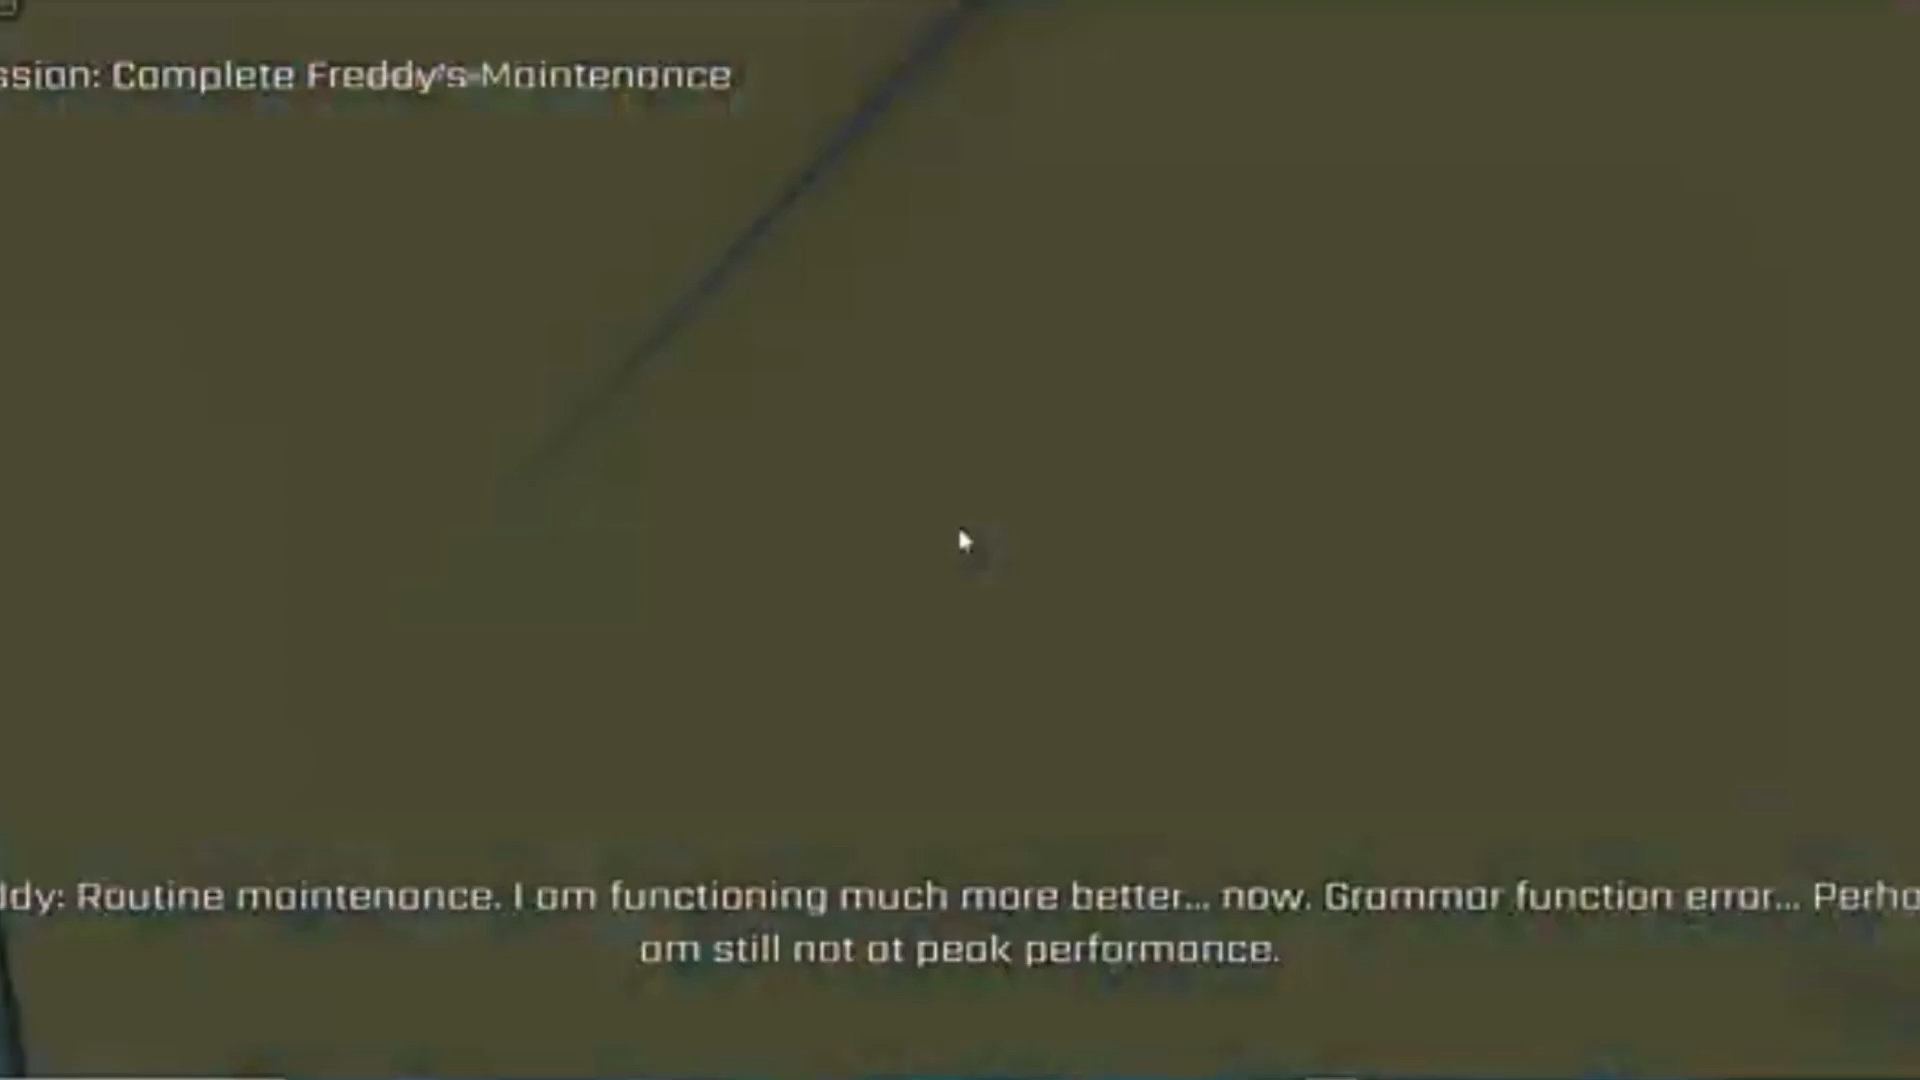 ssion: Complete Freddy's Maintenance
ddy: Routine maintenance. I am functioning much more better... now. Grammar function error... Perha
am still not at peak performance.